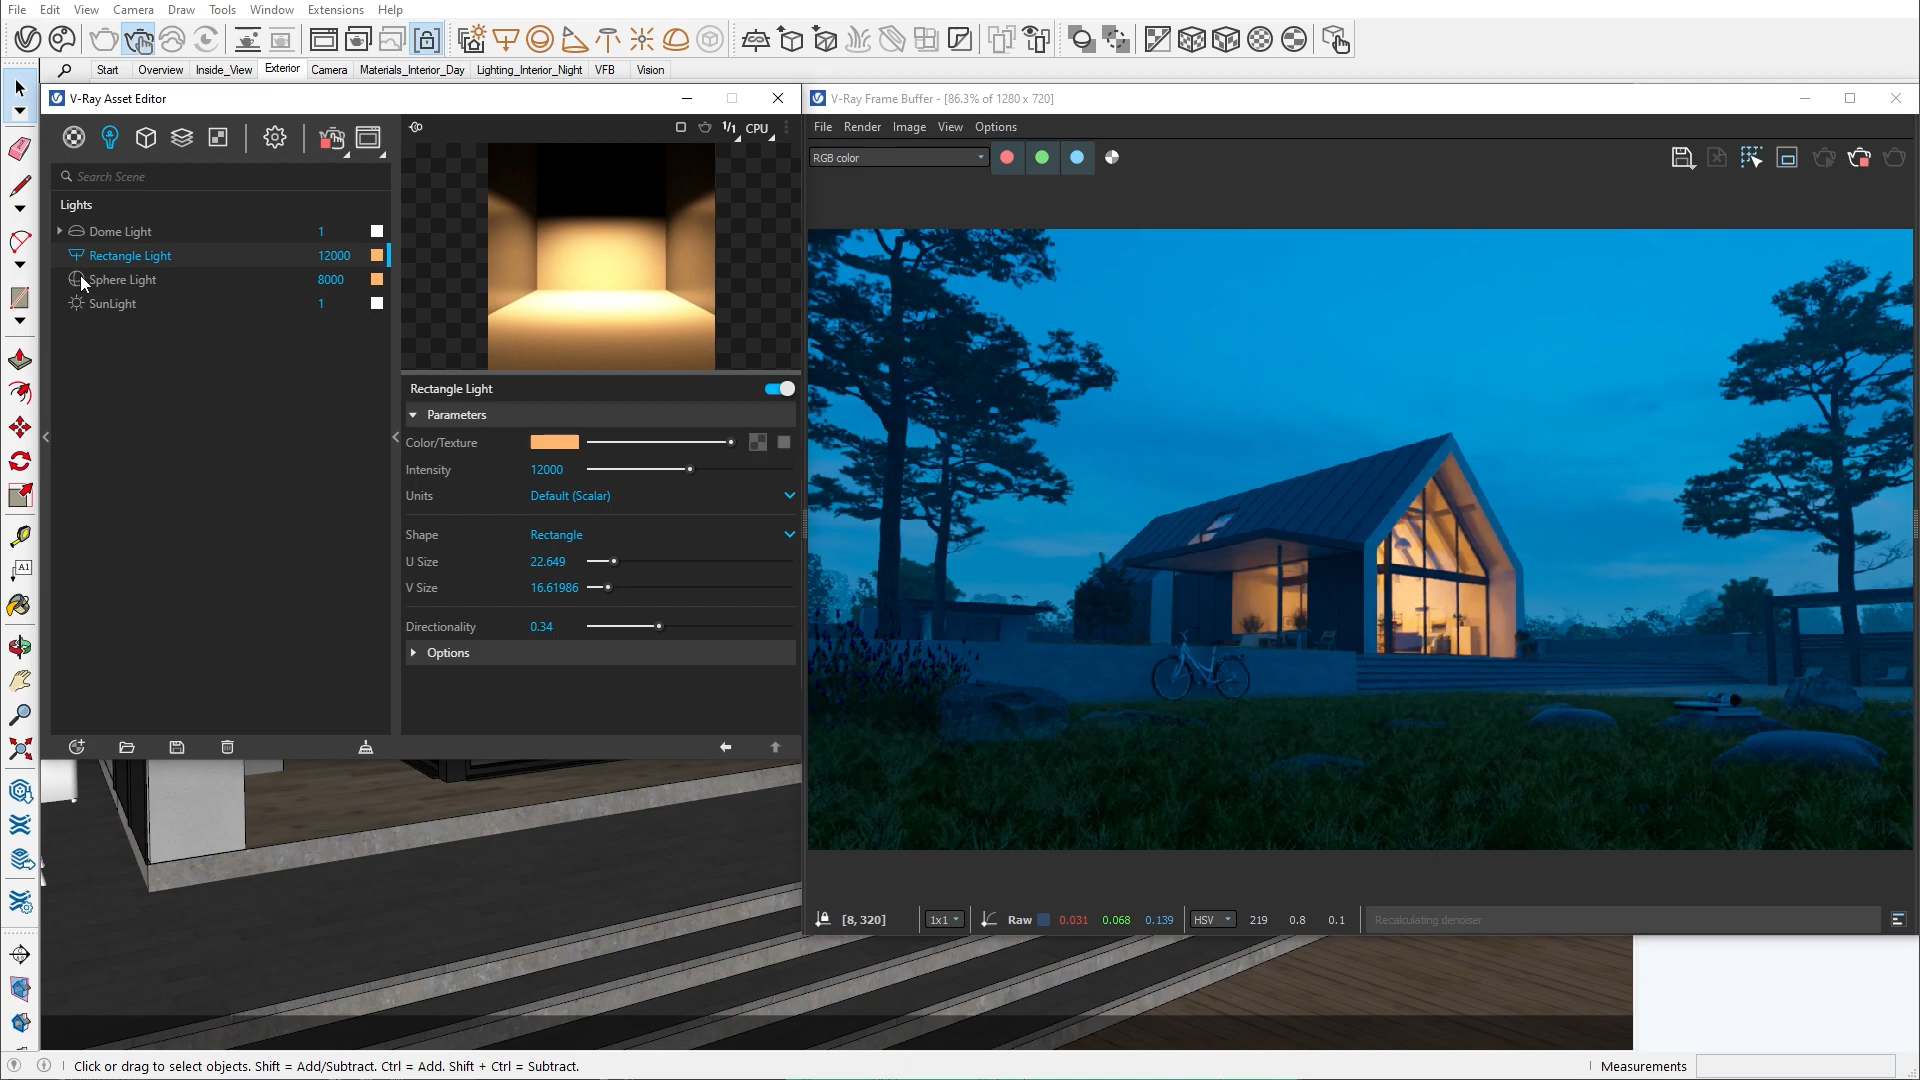 File Edit View Camera Draw Tools Window Extensions Help
Start Overview Inside_View Exterior Camera Materials_Interior_Day Lighting_Interior_Night VFB Vision
V-Ray Asset Editor
1/1 CPU
Search Scene
Lights
Dome Light 1
Rectangle Light 12000
Sphere Light 8000
SunLight 1
Rectangle Light
Parameters
Color/Texture
Intensity 12000
Units Default (Scalar)
Shape Rectangle
U Size 22.649
V Size 16.61986
Directionality 0.34
Options
A1
V-Ray Frame Buffer - [86.3% of 1280 x 720]
File Render Image View Options
RGB color
[8, 320] 1x1 Raw 0.031 0.068 0.139 HSV 219 0.8 0.1 Recalculating denoiser
Click or drag to select objects. Shift = Add/Subtract. Ctrl = Add. Shift + Ctrl = Subtract.
Measurements